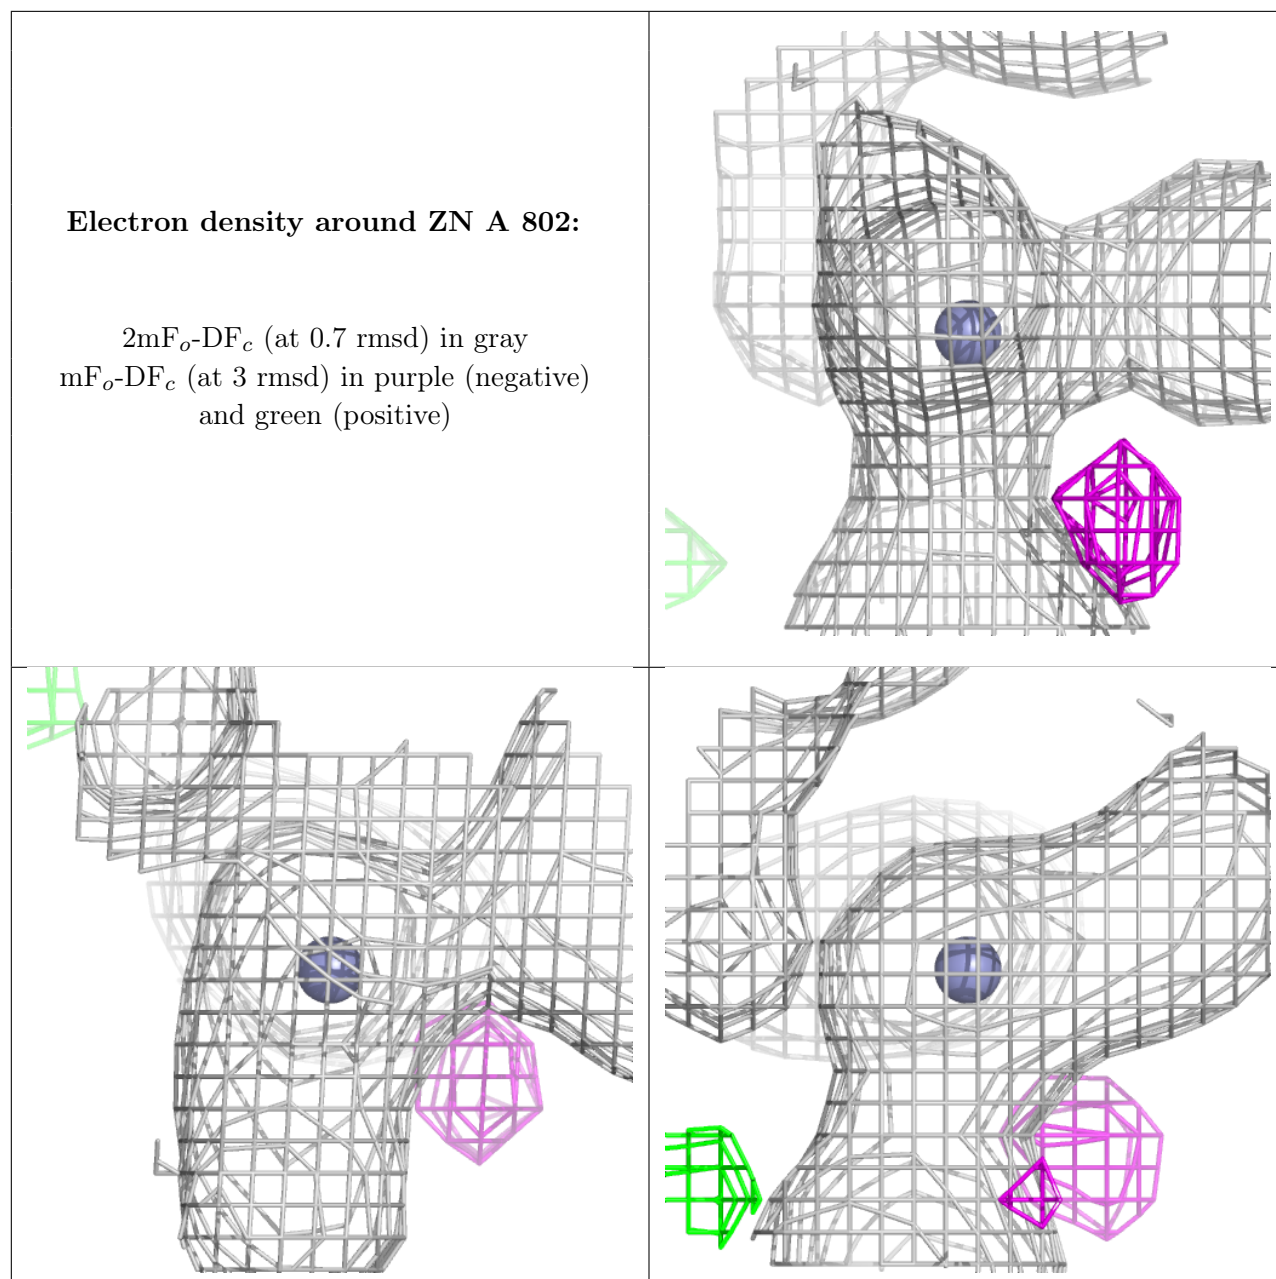 Electron density around ZN A 802:
2mFo-DFc (at 0.7 rmsd) in gray
mFo-DFc (at 3 rmsd) in purple (negative)
and green (positive)